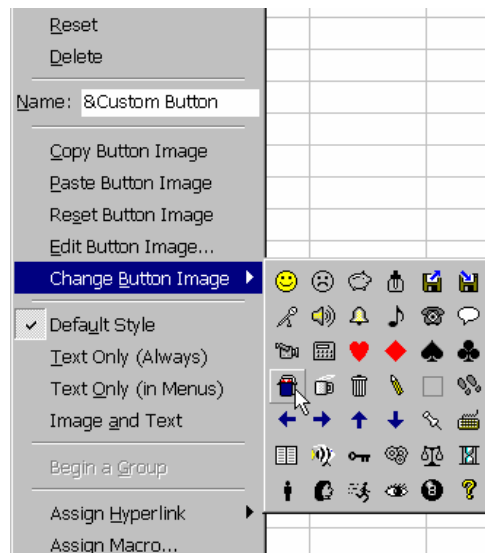 Reset
Delete
Name: &Custom Button
Copy Button Image
Paste Button Image
Reset Button Image
Edit Button Image...
Change Button Image
Default Style
Text Only (Always)
Text Only (in Menus)
Image and Text
Begin a Group
Assign Hyperlink
Assign Macro...